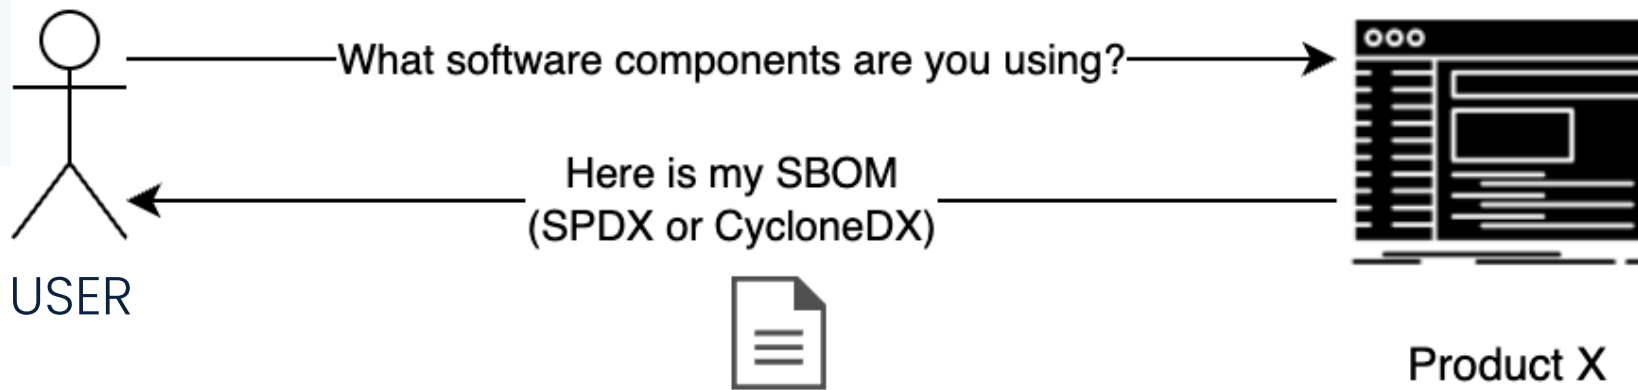 What software components are you using?
Here is my SBOM
(SPDX or CycloneDX)
USER
Product X